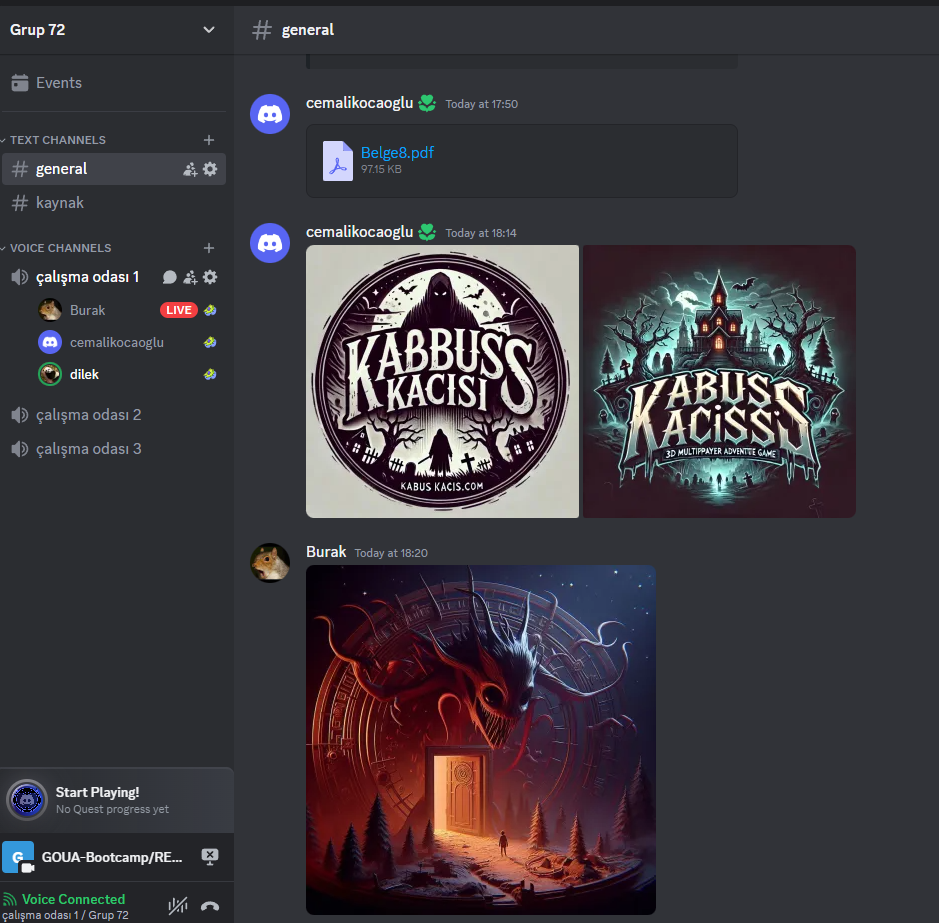 Grup 72
general
Events
TEXT CHANNELS
general
kaynak
VOICE CHANNELS
çalışma odası 1
Burak LIVE
cemalikocaoglu
dilek
çalışma odası 2
çalışma odası 3
Start Playing!
No Quest progress yet
G GOUA-Bootcamp/RE...
Voice Connected
çalışma odası 1 / Grup 72
cemalikocaoglu Today at 17:50
Belge8.pdf
97.15 KB
cemalikocaoglu Today at 18:14
KABBUSS
KACISI
KABUS KACIS.COM
KABUSS
KACISS
3D MULTIPPAYER ADVENTTE GAME
Burak Today at 18:20